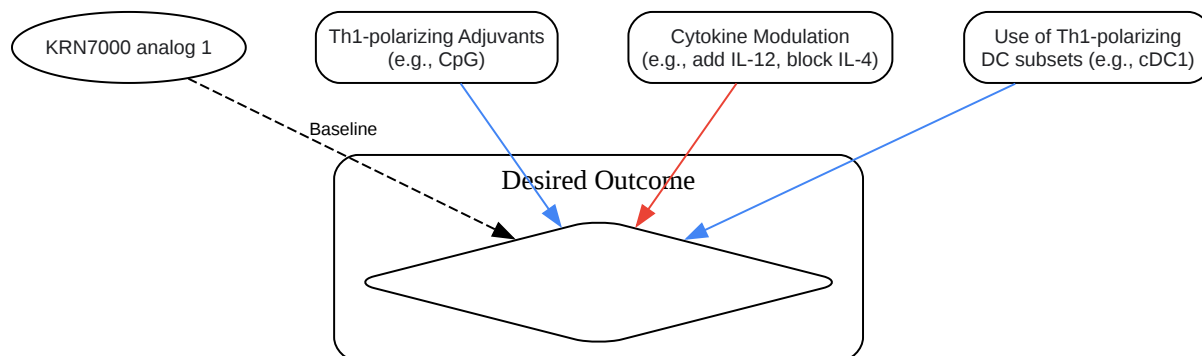 KRN7000 analog 1
Th1-polarizing Adjuvants
(e.g., CpG)
Cytokine Modulation
(e.g., add IL-12, block IL-4)
Use of Th1-polarizing
DC subsets (e.g., cDC1)
Baseline
Desired Outcome